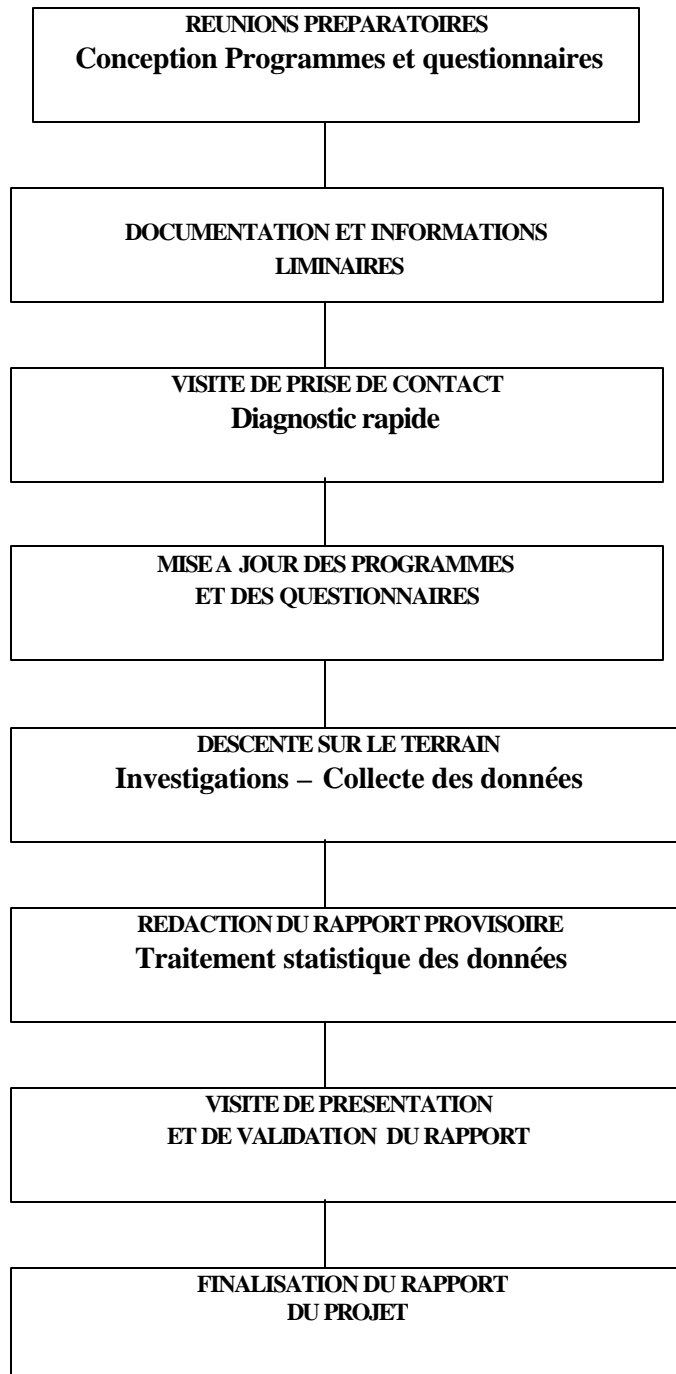 REUNIONS PREPARATOIRES
Conception Programmes et questionnaires
DOCUMENTATION ET INFORMATIONS
LIMINAIRES
VISITE DE PRISE DE CONTACT
Diagnostic rapide
MISE A JOUR DES PROGRAMMES
ET DES QUESTIONNAIRES
DESCENTE SUR LE TERRAIN
Investigations – Collecte des données
REDACTION DU RAPPORT PROVISOIRE
Traitement statistique des données
VISITE DE PRESENTATION
ET DE VALIDATION DU RAPPORT
FINALISATION DU RAPPORT
DU PROJET